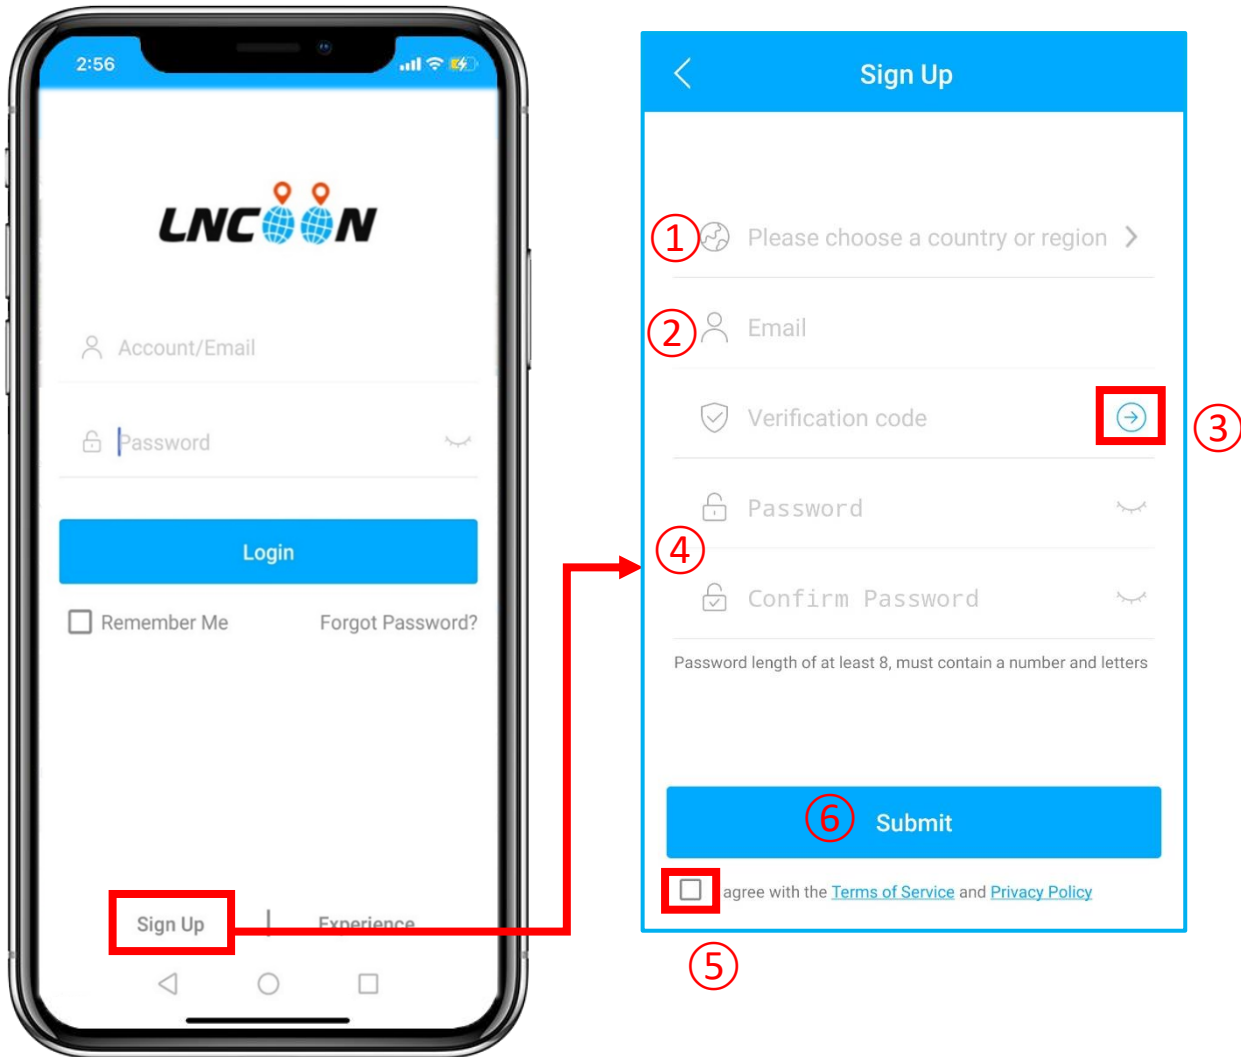 2:56
LNCOON
Account/Email
Password
Login
Remember Me Forgot Password?
Sign Up | Experience
Sign Up
① Please choose a country or region
② Email
Verification code
③
Password
④
Confirm Password
Password length of at least 8, must contain a number and letters
⑥ Submit
agree with the Terms of Service and Privacy Policy
⑤